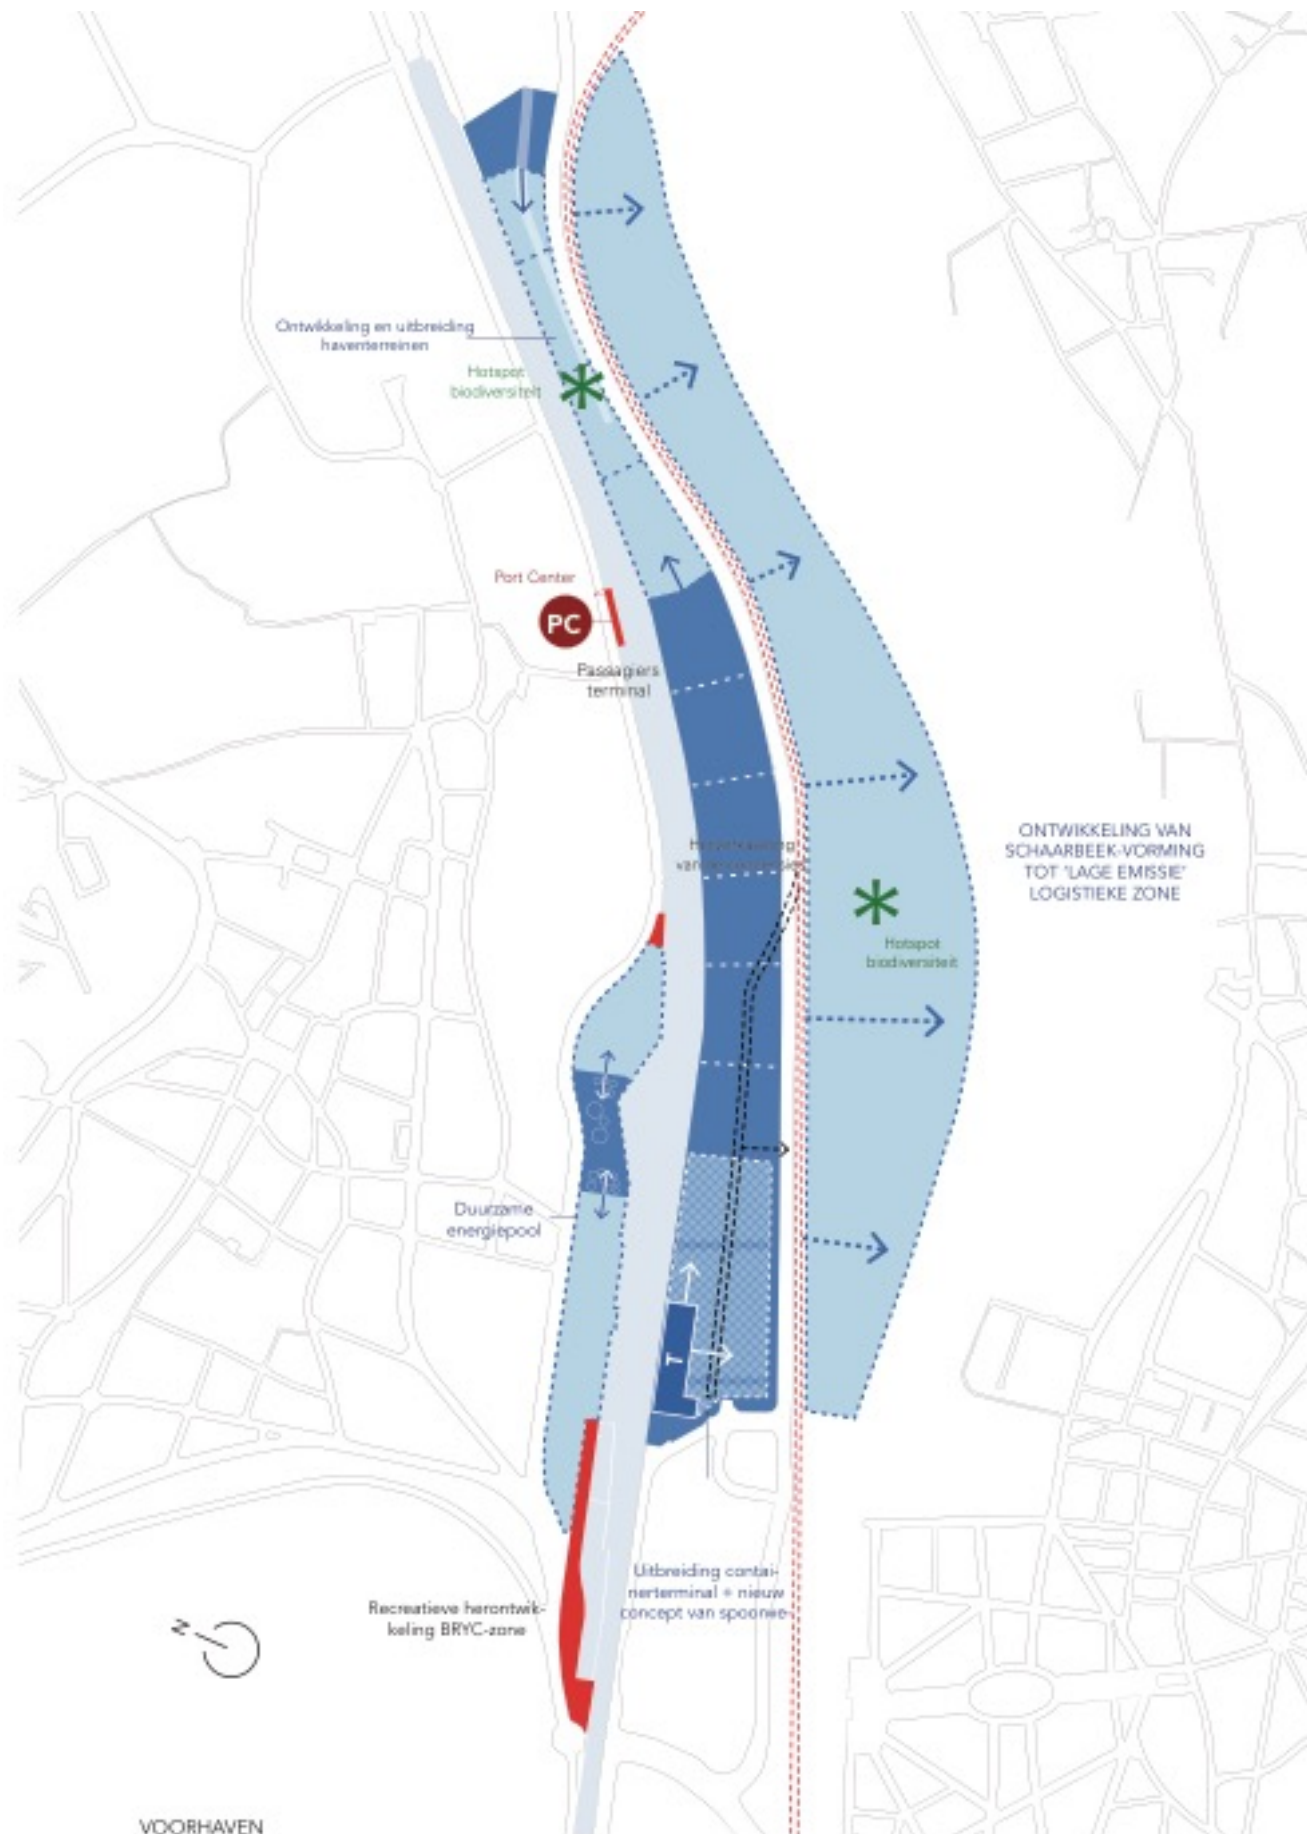 Ontwikkeling en uitbreiding
haventerreinen
Hotspot
biodiversiteit
Port Center
PC
Passagiers
terminal
ONTWIKKELING VAN
SCHAARBEEK-VORMING
TOT "LAGE EMISSIE"
LOGISTIEKE ZONE
Hotspot
biodiversiteit
Duurzame
energiepool
T
Uitbreiding contai-
nerterminal + nieuw
concept van
Recreatieve herontwik-
keling BRYC-zone
N
VOORHAVEN